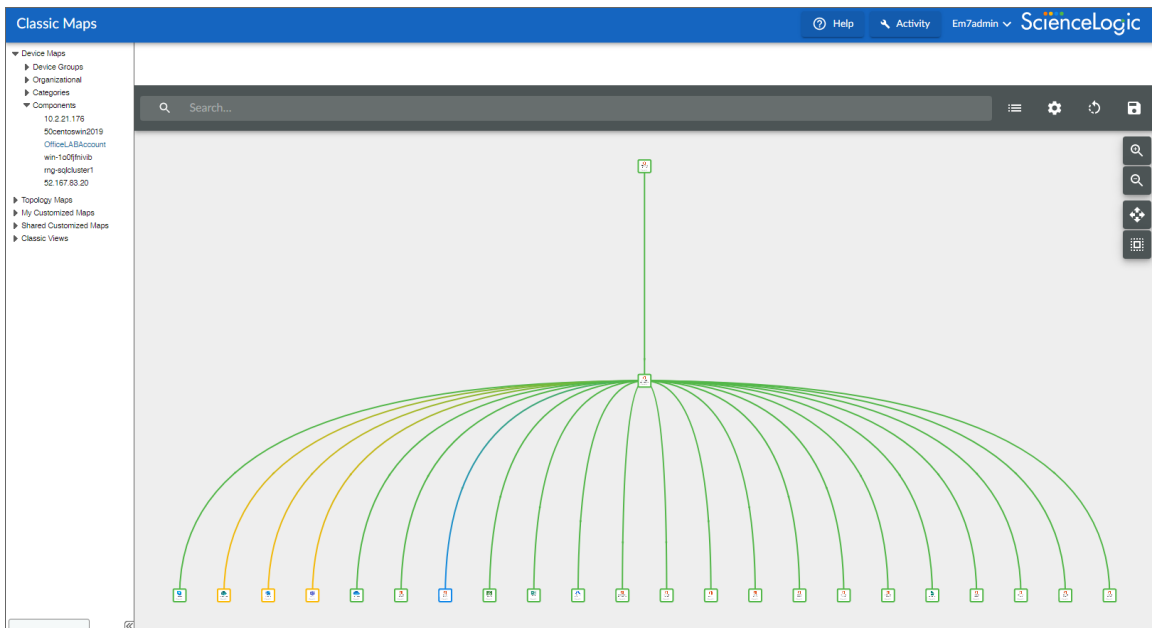 Classic Maps
Help
Activity
Em7admin
ScienceLogic
Device Maps
Device Groups
Organizational
Categories
Components
10.2.21.176
50centoswin2019
OfficeLABAccount
win-1o0fjfnivib
rng-sqlcluster1
52.167.83.20
Topology Maps
My Customized Maps
Shared Customized Maps
Classic Views
Search...